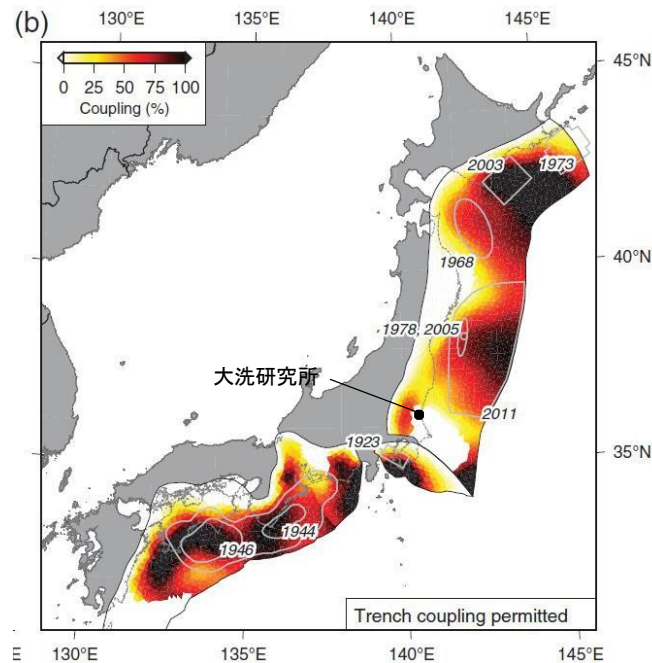 (b)
130°E 135°E 140°E 145°E
0 25 50 75 100
Coupling (%)
45°N
2003 1973
40°N
1968
1978, 2005
大洗研究所
2011
1923
35°N
1944
1946
Trench coupling permitted
E 130°E 135°E 140°E 145°E